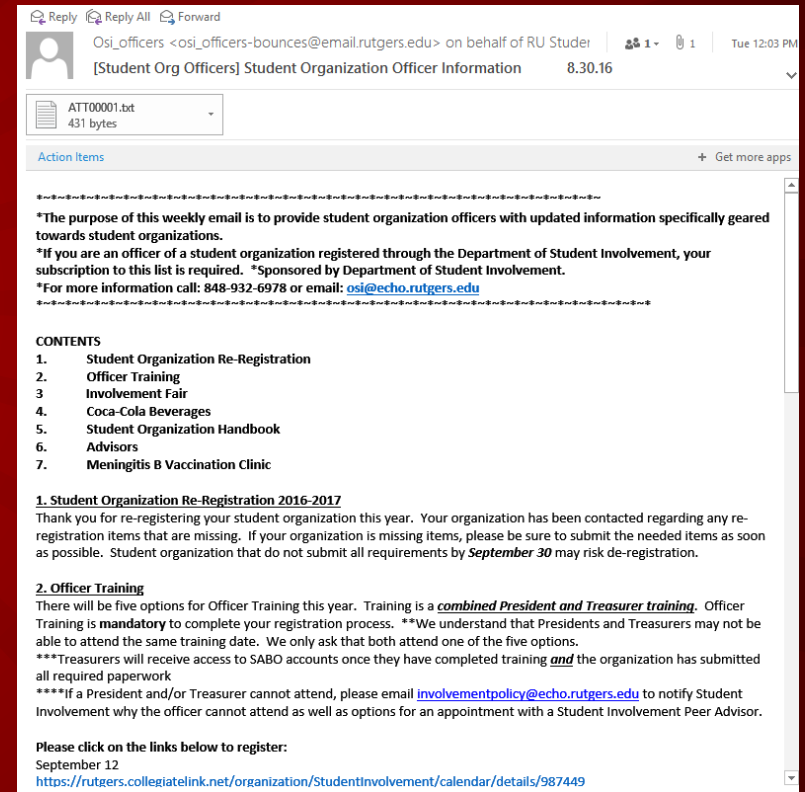 Reply Reply All Forward
Osi_officers <osi_officers-bounces@email.rutgers.edu> on behalf of RU Studer 1 1 Tue 12:03 PM
[Student Org Officers] Student Organization Officer Information 8.30.16
ATT00001.txt
431 bytes
Action Items + Get more apps
*~*~*~*~*~*~*~*~*~*~*~*~*~*~*~*~*~*~*~*~*~*~*~*~*~*~*~*~*~*~*~*~*~*~*~*~*~*~*~
*The purpose of this weekly email is to provide student organization officers with updated information specifically geared
towards student organizations.
*If you are an officer of a student organization registered through the Department of Student Involvement, your
subscription to this list is required. *Sponsored by Department of Student Involvement.
*For more information call: 848-932-6978 or email: osi@echo.rutgers.edu
*~*~*~*~*~*~*~*~*~*~*~*~*~*~*~*~*~*~*~*~*~*~*~*~*~*~*~*~*~*~*~*~*~*~*~*~*~*~*~*~*~*~*
CONTENTS
1. Student Organization Re-Registration
2. Officer Training
3 Involvement Fair
4. Coca-Cola Beverages
5. Student Organization Handbook
6. Advisors
7. Meningitis B Vaccination Clinic
1. Student Organization Re-Registration 2016-2017
Thank you for re-registering your student organization this year. Your organization has been contacted regarding any re-
registration items that are missing. If your organization is missing items, please be sure to submit the needed items as soon
as possible. Student organization that do not submit all requirements by September 30 may risk de-registration.
2. Officer Training
There will be five options for Officer Training this year. Training is a combined President and Treasurer training. Officer
Training is mandatory to complete your registration process. **We understand that Presidents and Treasurers may not be
able to attend the same training date. We only ask that both attend one of the five options.
***Treasurers will receive access to SABO accounts once they have completed training and the organization has submitted
all required paperwork
****If a President and/or Treasurer cannot attend, please email involvementpolicy@echo.rutgers.edu to notify Student
Involvement why the officer cannot attend as well as options for an appointment with a Student Involvement Peer Advisor.
Please click on the links below to register:
September 12
https://rutgers.collegiatelink.net/organization/StudentInvolvement/calendar/details/987449